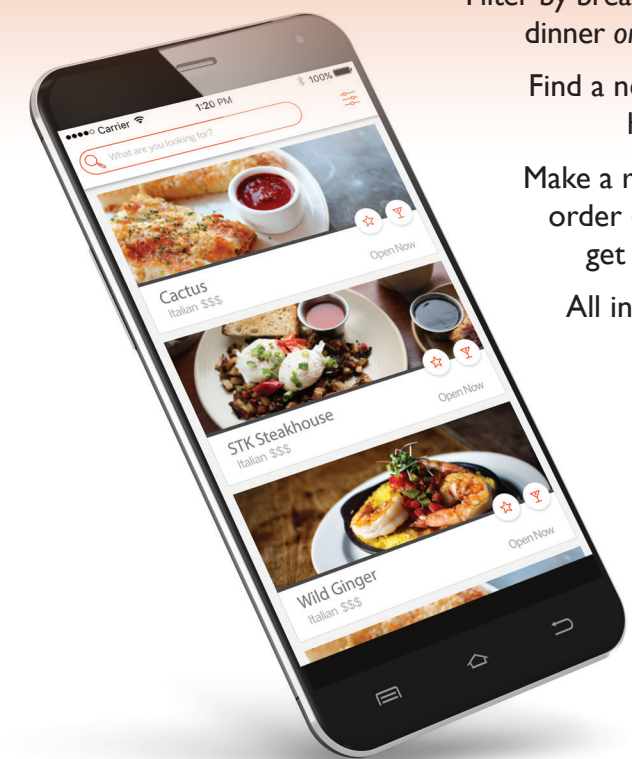 Filter by
dinner or
Find a
Make a
order
get
All in
Carrier
1:20 PM
100%
What are you looking for?
Cactus
Italian $$$
Open Now
STK Steakhouse
Italian $$$
Open Now
Wild Ginger
Italian $$$
Open Now